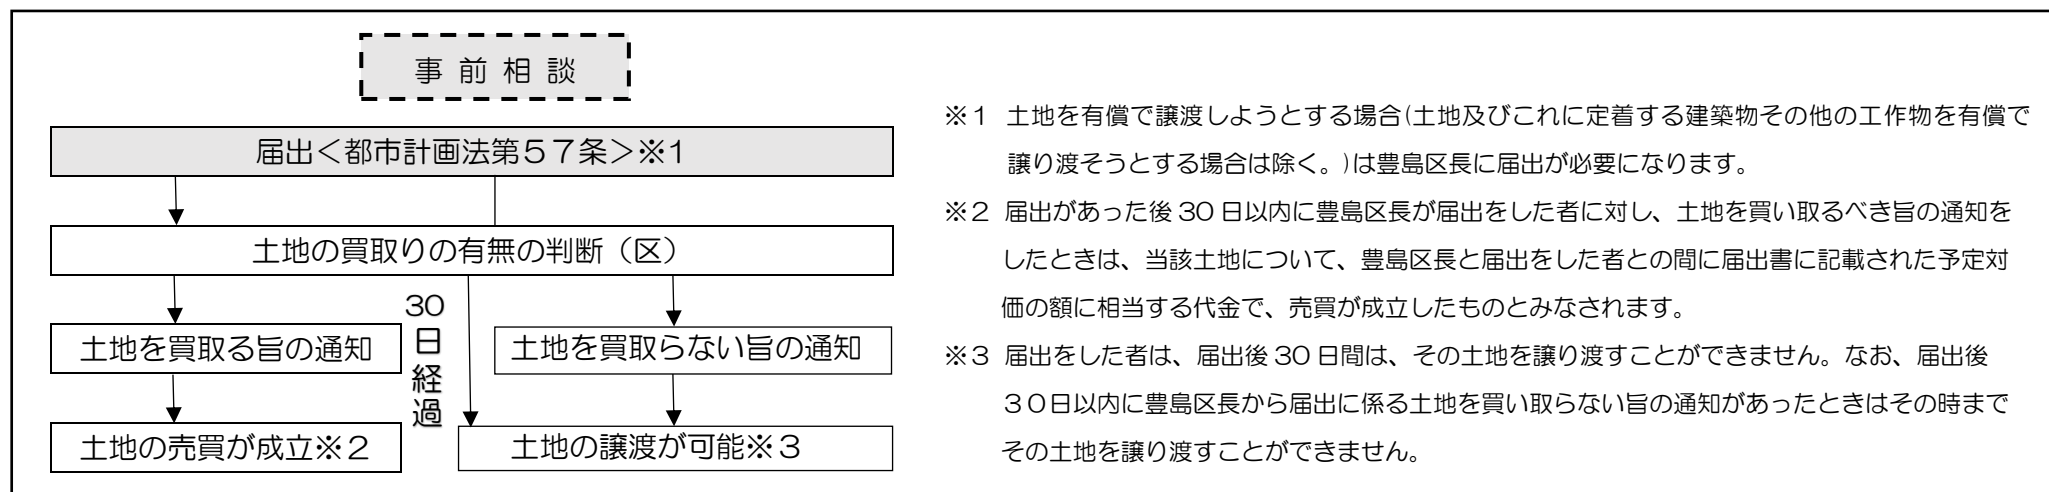 事前相談
届出＜都市計画法第５７条＞※1
土地の買取りの有無の判断（区）
30日経過
土地を買取る旨の通知
土地を買取らない旨の通知
土地の売買が成立※２
土地の譲渡が可能※３
※１ 土地を有償で譲渡しようとする場合(土地及びこれに定着する建築物その他の工作物を有償で
譲り渡そうとする場合は除く。)は豊島区長に届出が必要になります。
※２ 届出があった後 30 日以内に豊島区長が届出をした者に対し、土地を買い取るべき旨の通知を
したときは、当該土地について、豊島区長と届出をした者との間に届出書に記載された予定対
価の額に相当する代金で、売買が成立したものとみなされます。
※３ 届出をした者は、届出後 30 日間は、その土地を譲り渡すことができません。なお、届出後
３０日以内に豊島区長から届出に係る土地を買い取らない旨の通知があったときはその時まで
その土地を譲り渡すことができません。